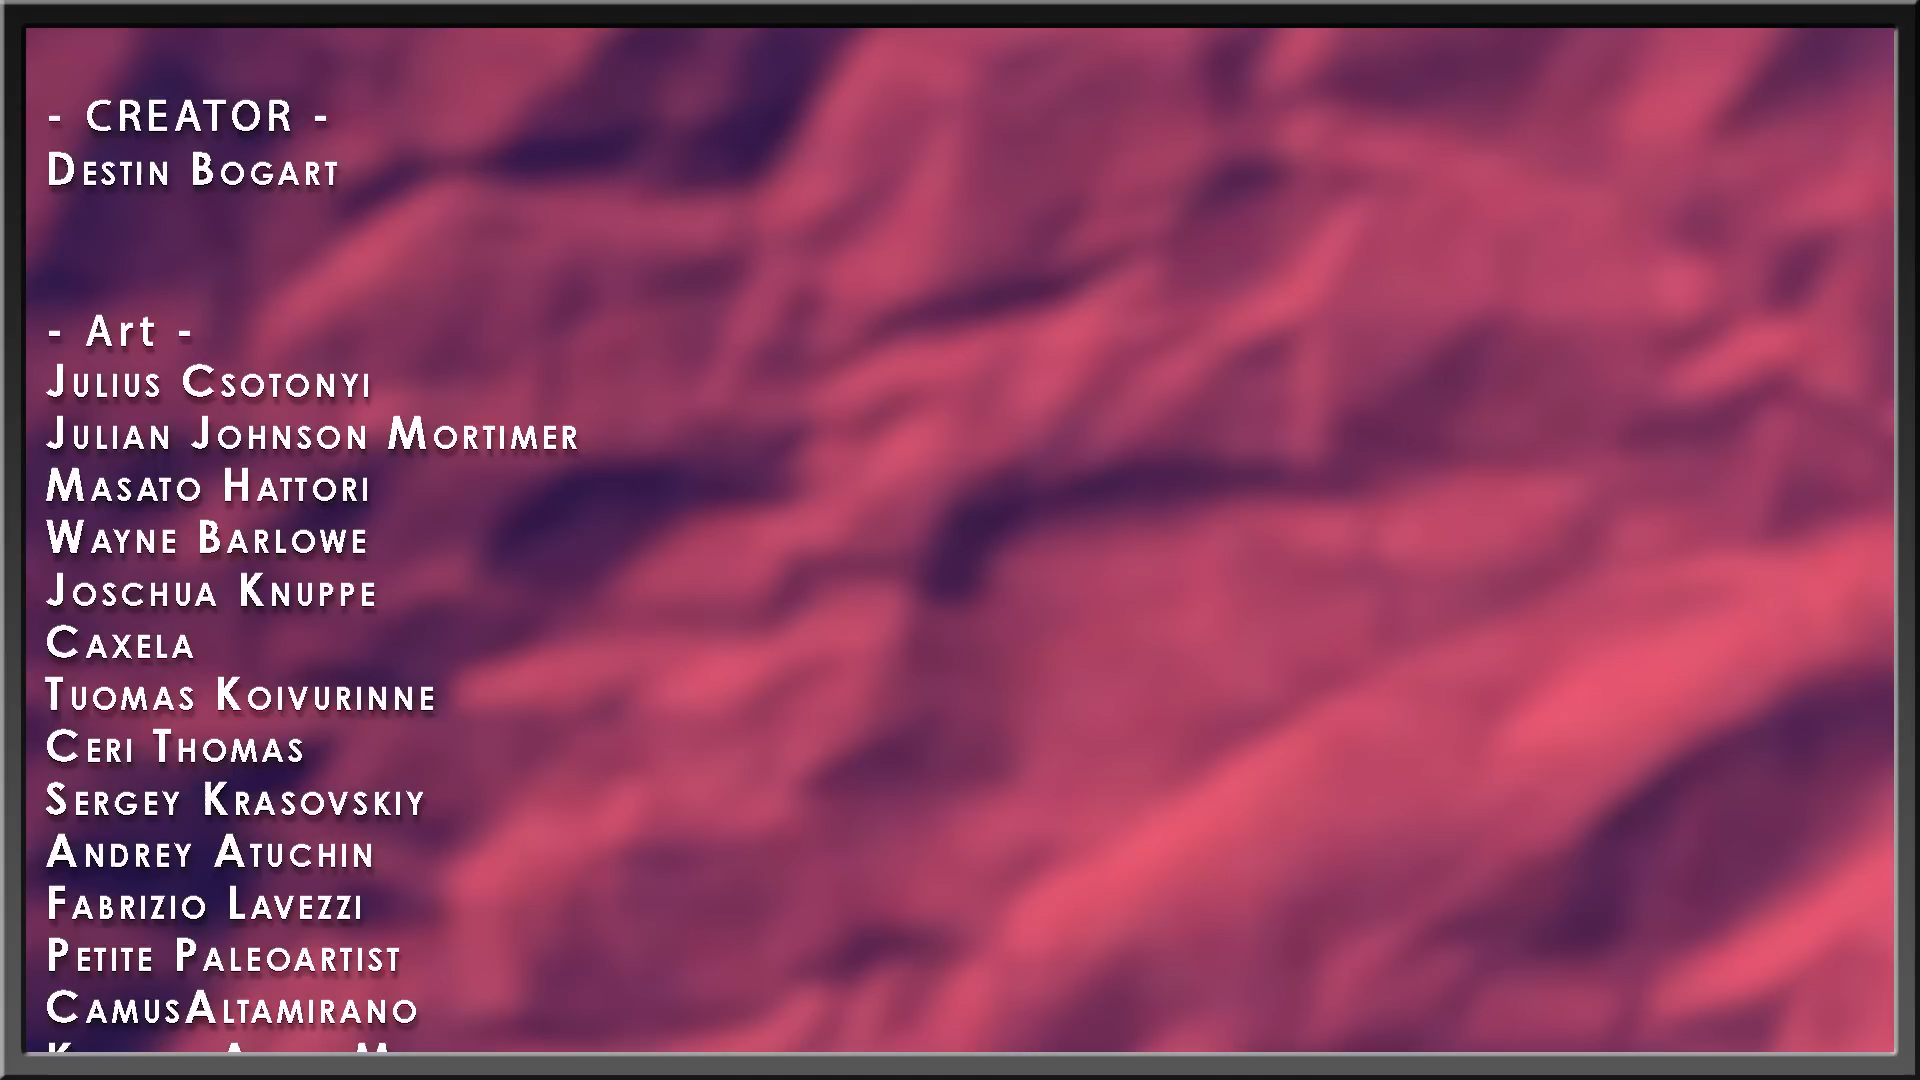 - CREATOR -
Destin Bogart
- Art -
Julius Csotonyi
Julian Johnson Mortimer
Masato Hattori
Wayne Barlowe
Joschua Knuppe
Caxela
Tuomas Koivurinne
Ceri Thomas
Sergey Krasovskiy
Andrey Atuchin
Fabrizio Lavezzi
Petite Paleoartist
CamusAltamirano